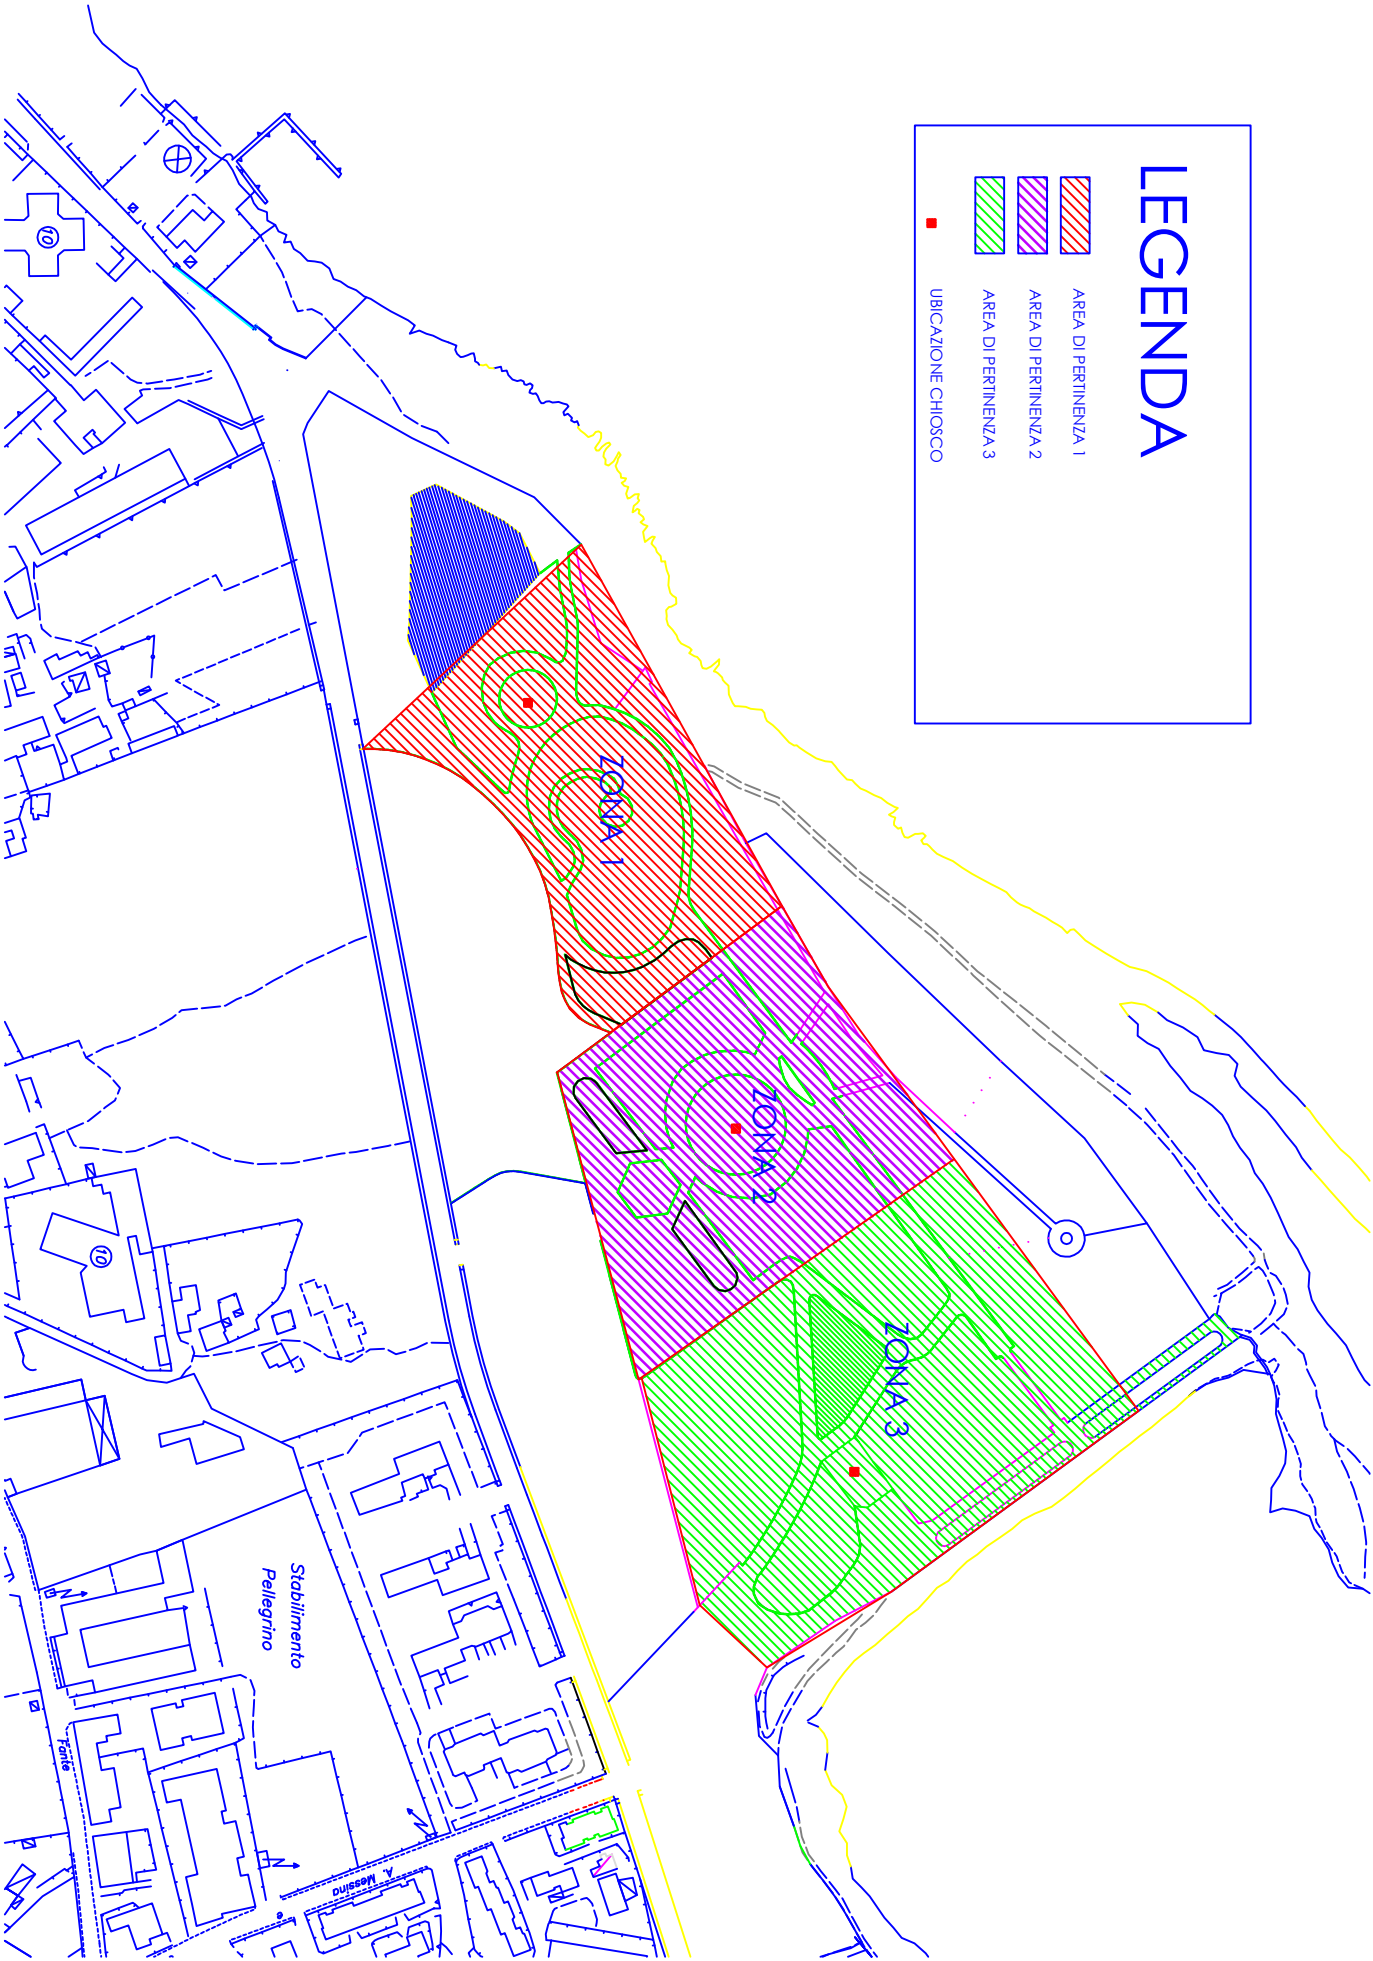 LEGENDA
AREA DI PERTINENZA 1
AREA DI PERTINENZA 2
AREA DI PERTINENZA 3
UBICAZIONE CHIOSCO
ZONA 1
ZONA 2
ZONA 3
10
10
Stabilimento
Pellegrino
Fante
A.
Messina
e